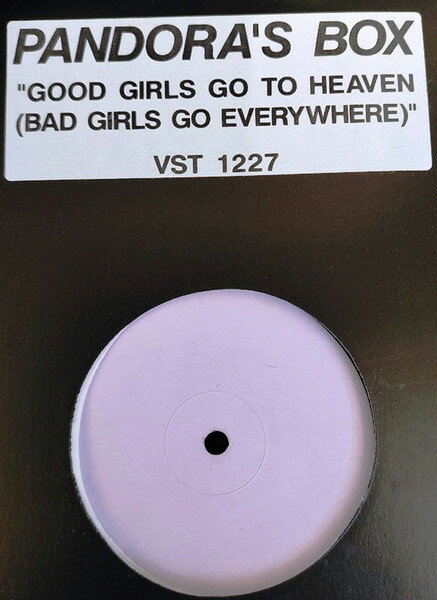 PANDORA'S BOX
"GOOD GIRLS GO TO HEAVEN
(BAD GIRLS GO EVERYWHERE)"
VST 1227